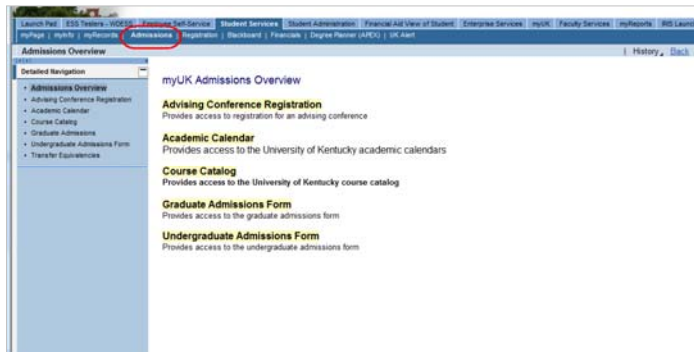 Launch Pad | ESS Testers - WDESS | Employee Self-Service | Student Services | Student Administration | Financial Aid View of Student | Enterprise Services | myUK | Faculty Services | myReports | IRIS Launch
myPage | myInfo | myRecords | Admissions | Registration | Blackboard | Financials | Degree Planner (APEX) | UK Alert
Admissions Overview
| History Back
Detailed Navigation
• Admissions Overview
• Advising Conference Registration
• Academic Calendar
• Course Catalog
• Graduate Admissions
• Undergraduate Admissions Form
• Transfer Equivalencies
myUK Admissions Overview
Advising Conference Registration
Provides access to registration for an advising conference
Academic Calendar
Provides access to the University of Kentucky academic calendars
Course Catalog
Provides access to the University of Kentucky course catalog
Graduate Admissions Form
Provides access to the graduate admissions form
Undergraduate Admissions Form
Provides access to the undergraduate admissions form